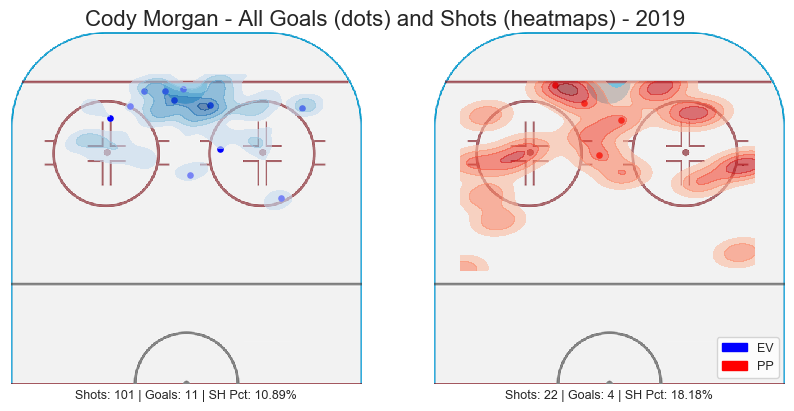 Cody Morgan - All Goals (dots) and Shots (heatmaps) - 2019
EV
PP
Shots: 101 | Goals: 11 | SH Pct: 10.89%
Shots: 22 | Goals: 4 | SH Pct: 18.18%